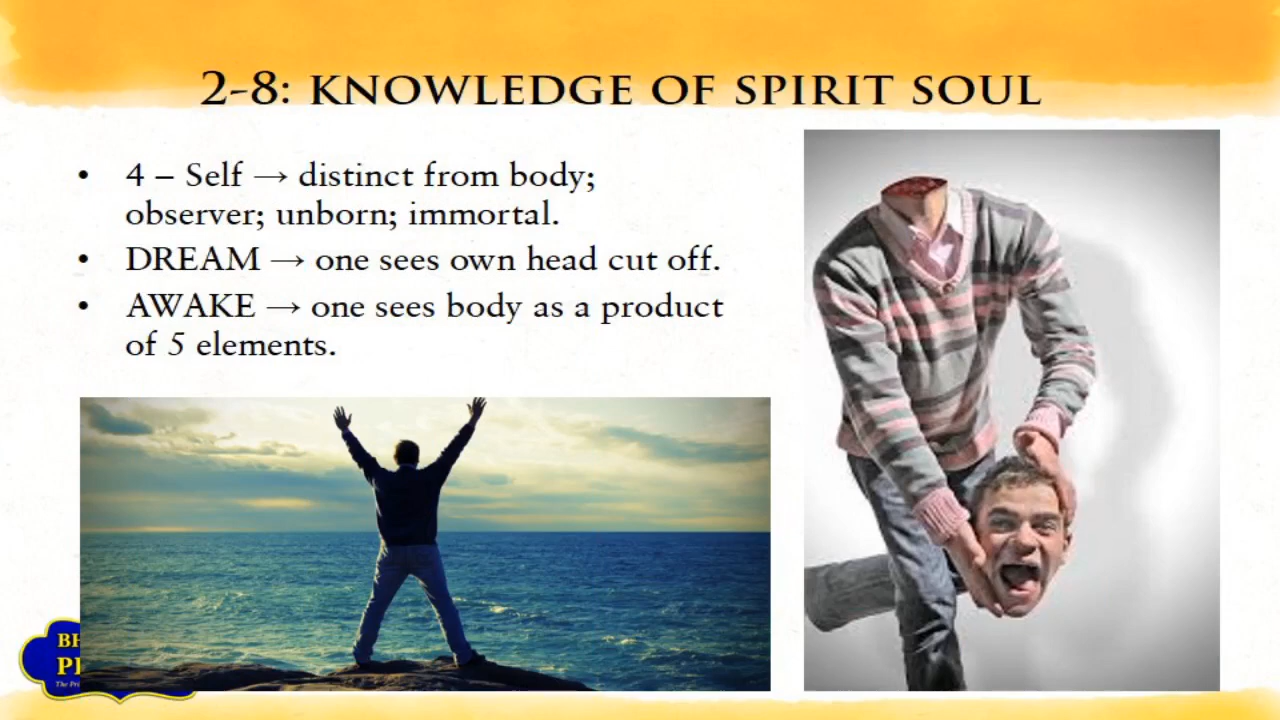 2-8: KNOWLEDGE OF SPIRIT SOUL
• 4 – Self → distinct from body;
observer; unborn; immortal.
• DREAM → one sees own head cut off.
• AWAKE → one sees body as a product
of 5 elements.